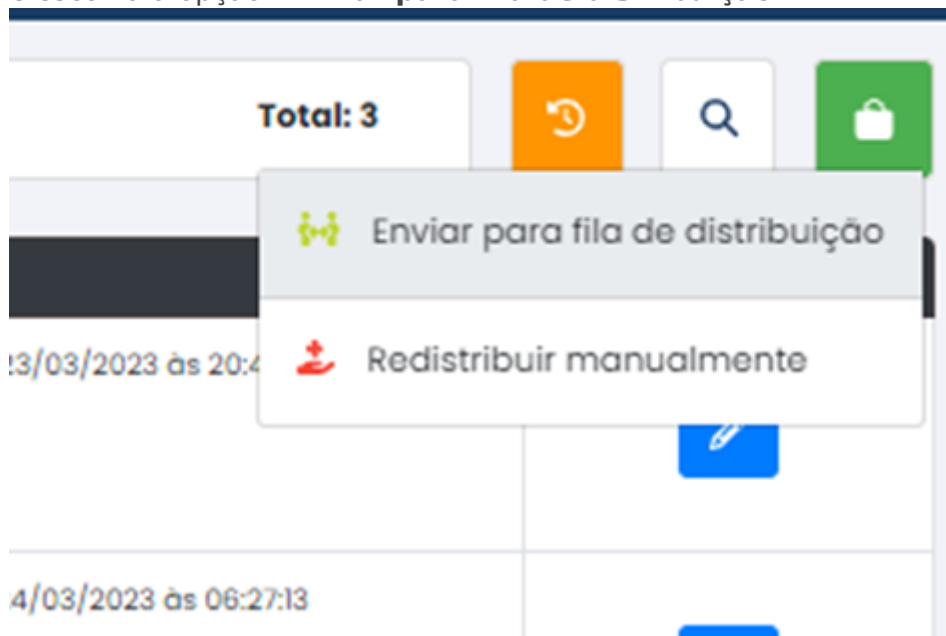 Total: 3
Enviar para fila de distribuição
3/03/2023 às 20:4
Redistribuir manualmente
4/03/2023 às 06:27:13